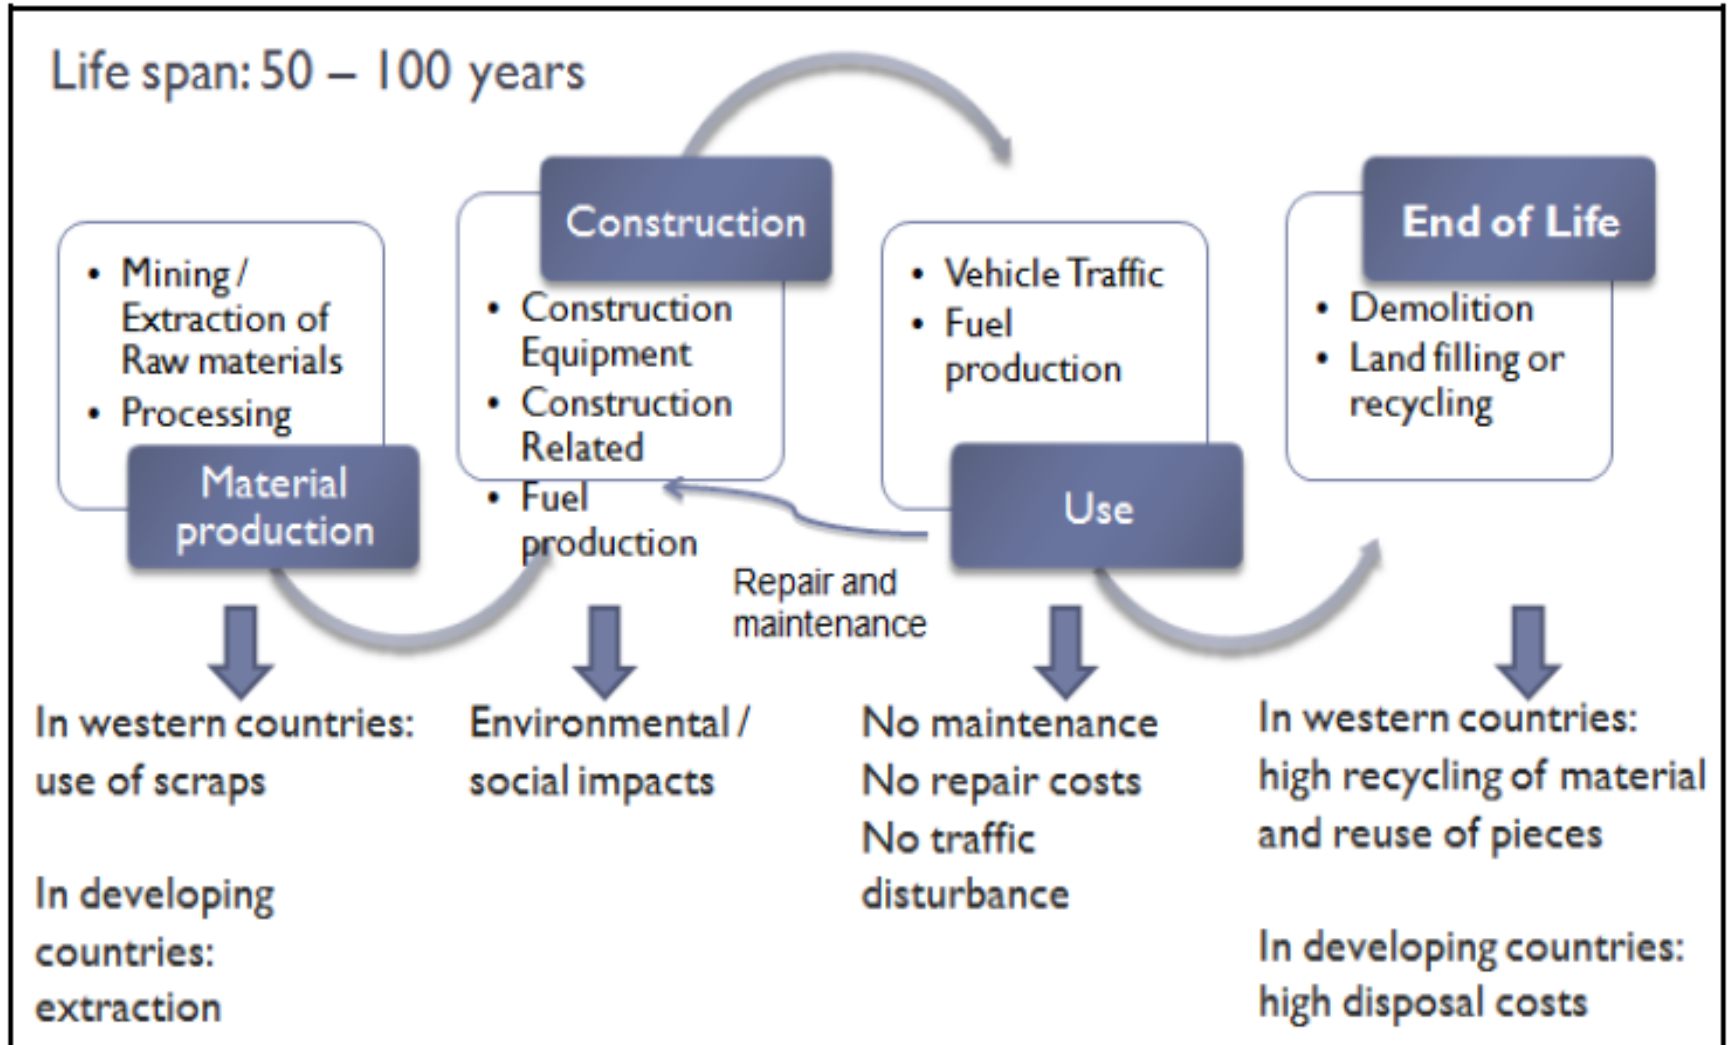 Life span: 50 – 100 years
• Mining /
Extraction of
Raw materials
• Processing
Material
production
Construction
• Construction
Equipment
• Construction
Related
• Fuel
production
• Vehicle Traffic
• Fuel
production
Use
End of Life
• Demolition
• Land filling or
recycling
Repair and
maintenance
In western countries:
use of scraps
In developing
countries:
extraction
Environmental /
social impacts
No maintenance
No repair costs
No traffic
disturbance
In western countries:
high recycling of material
and reuse of pieces
In developing countries:
high disposal costs